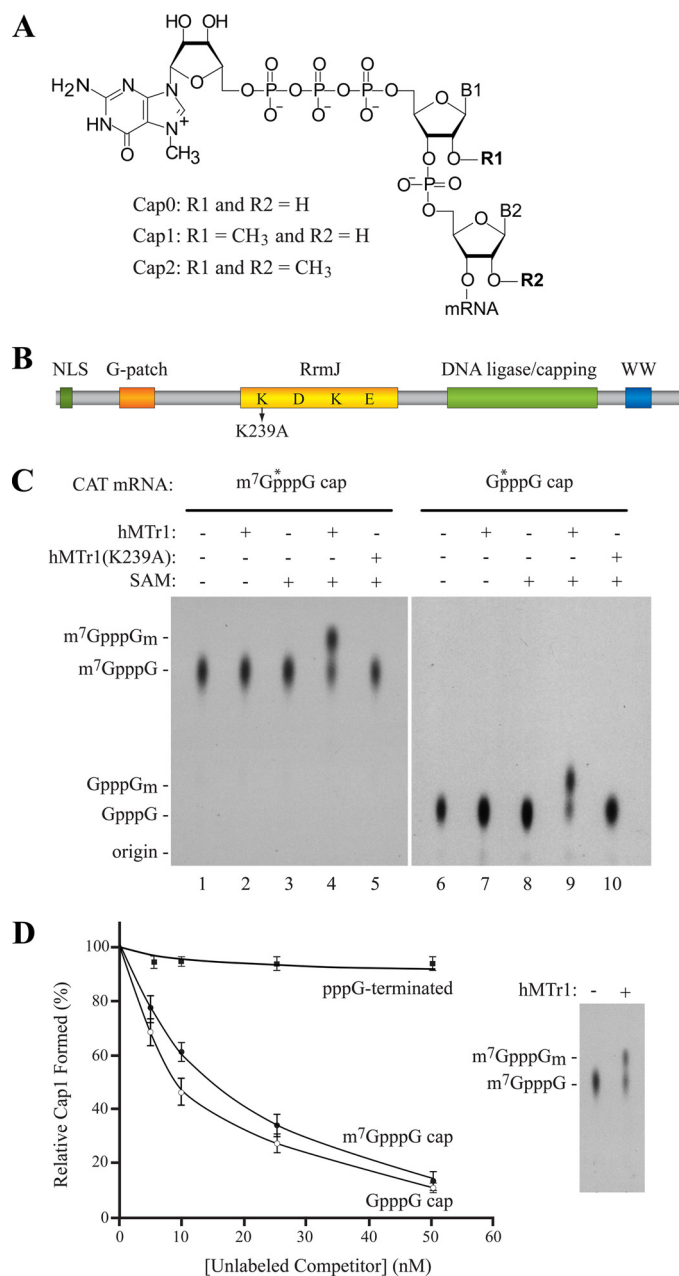 A
HO OH
H₂N
N
N
HN
N
N
+
O
CH₃
O
O
O
O
O
P
O
P
O
P
O
O⁻
O⁻
O⁻
O
B1
O
O
R1
⁻O
P
O
O
O
B2
O
O
R2
mRNA
Cap0: R1 and R2 = H
Cap1: R1 = CH₃ and R2 = H
Cap2: R1 and R2 = CH₃
B
NLS G-patch RrmJ DNA ligase/capping WW
K D K E
K239A
C
CAT mRNA: m⁷G*pppG cap G*pppG cap
hMTr1: - + - + - - + - + -
hMTr1(K239A): - - - - + - - - - +
SAM: - - + + + - - + + +
m⁷GpppGm -
m⁷GpppG -
GpppGm -
GpppG -
origin -
1 2 3 4 5 6 7 8 9 10
D
Relative Cap1 Formed (%)
100
80
60
40
20
0
pppG-terminated
m⁷GpppG cap
GpppG cap
0 10 20 30 40 50 60
[Unlabeled Competitor] (nM)
hMTr1: - +
m⁷GpppGm -
m⁷GpppG -